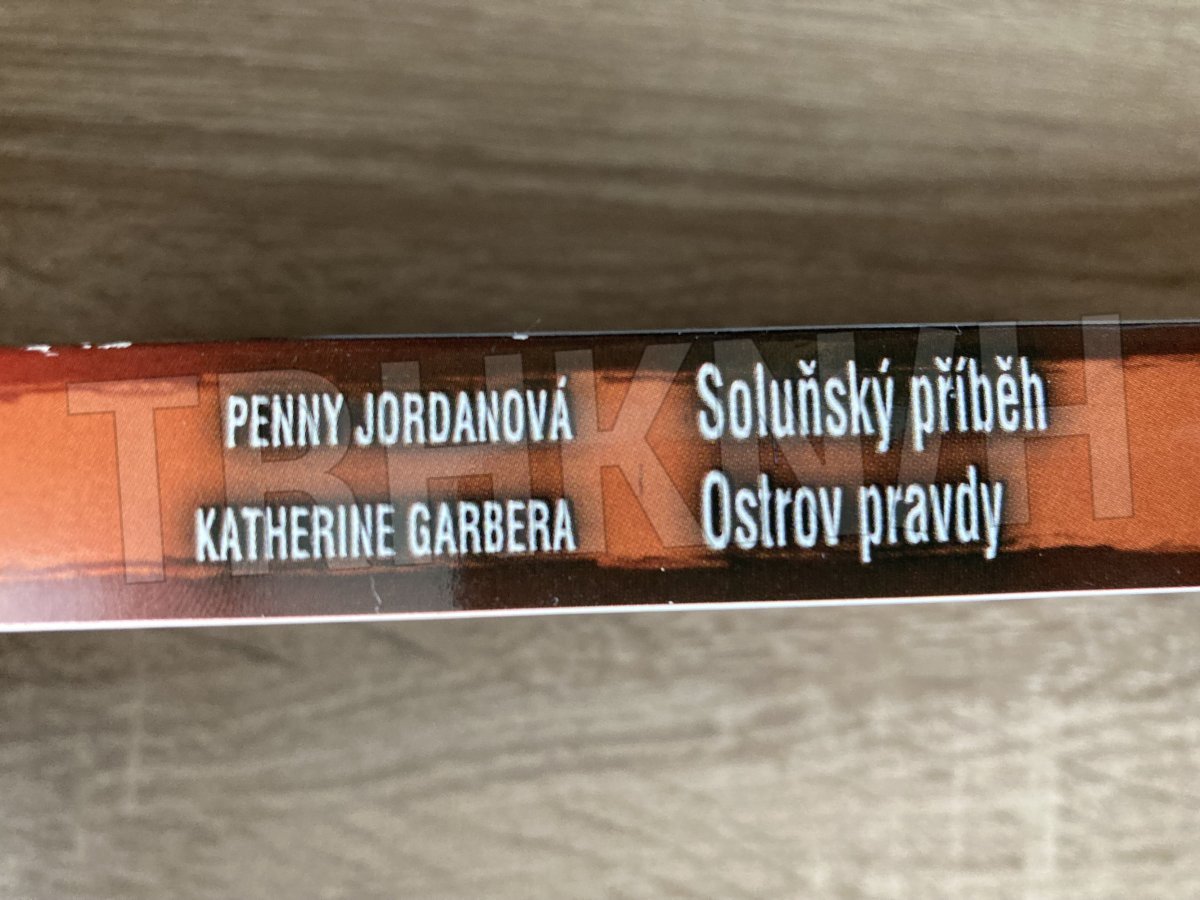 PENNY JORDANOVÁ Soluňský příběh
KATHERINE GARBERA Ostrov pravdy
TRHKNIH